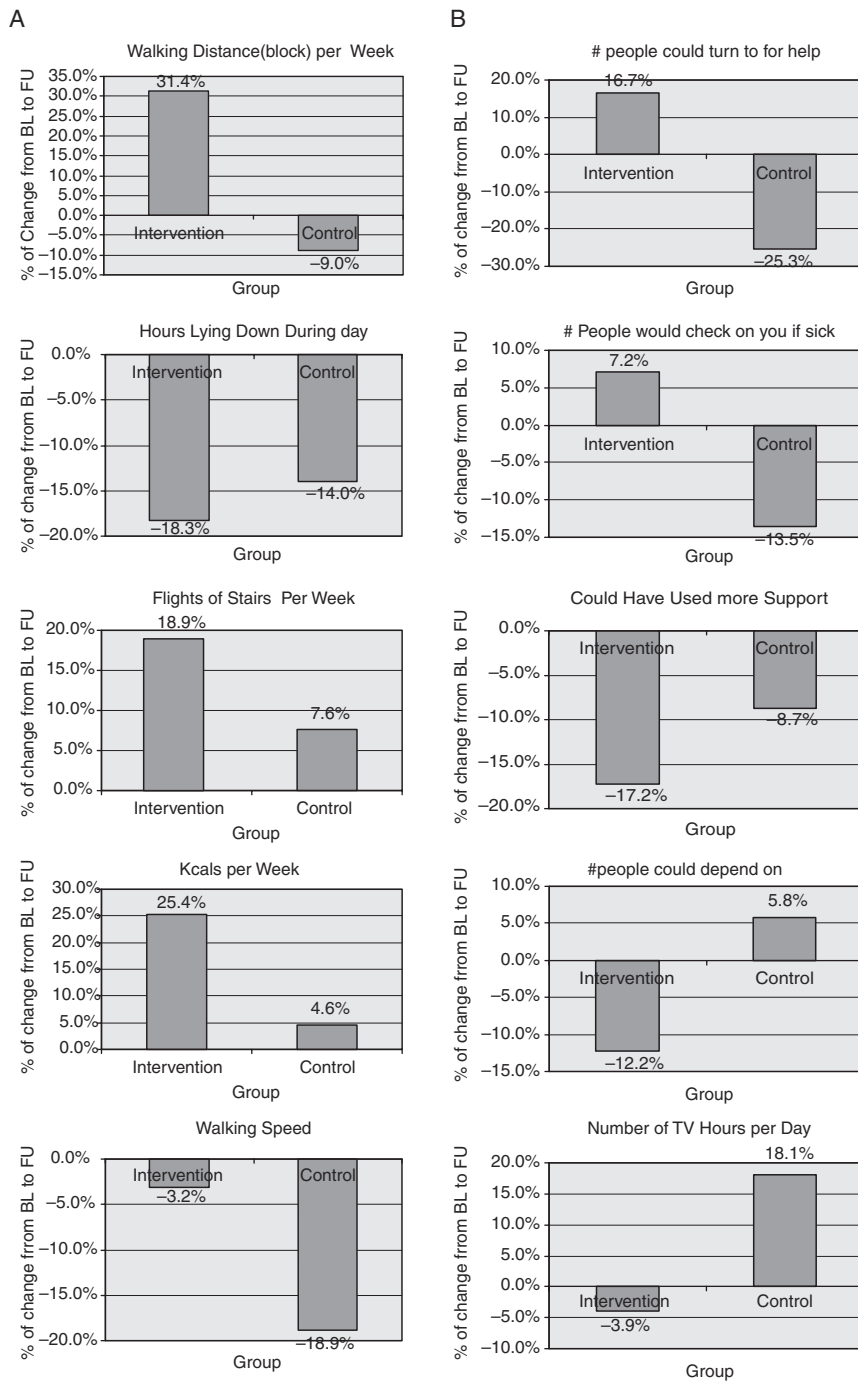 A
Walking Distance(block) per Week
% of Change from BL to FU
35.0%
30.0%
25.0%
20.0%
15.0%
10.0%
5.0%
0.0%
–5.0%
–10.0%
–15.0%
31.4%
Intervention
Control
–9.0%
Group
Hours Lying Down During day
% of change frrom BL to FU
0.0%
–5.0%
–10.0%
–15.0%
–20.0%
Intervention
Control
–18.3%
–14.0%
Group
Flights of Stairs Per Week
% of change frrom BL to FU
20.0%
15.0%
10.0%
5.0%
0.0%
18.9%
7.6%
Intervention
Control
Group
Kcals per Week
% of change frrom BL to FU
30.0%
25.0%
20.0%
15.0%
10.0%
5.0%
0.0%
25.4%
4.6%
Intervention
Control
Group
Walking Speed
% of change frrom BL to FU
0.0%
–5.0%
–10.0%
–15.0%
–20.0%
Intervention
Control
–3.2%
–18.9%
Group
B
# people could turn to for help
% of change frrom BL to FU
20.0%
10.0%
0.0%
–10.0%
–20.0%
–30.0%
16.7%
Intervention
Control
–25.3%
Group
# People would check on you if sick
% of change frrom BL to FU
10.0%
5.0%
0.0%
–5.0%
–10.0%
–15.0%
7.2%
Intervention
Control
–13.5%
Group
Could Have Used more Support
% of change frrom BL to FU
0.0%
–5.0%
–10.0%
–15.0%
–20.0%
Intervention
Control
–17.2%
–8.7%
Group
#people could depend on
% of change frrom BL to FU
10.0%
5.0%
0.0%
–5.0%
–10.0%
–15.0%
5.8%
Intervention
Control
–12.2%
Group
Number of TV Hours per Day
% of change frrom BL to FU
20.0%
15.0%
10.0%
5.0%
0.0%
–5.0%
–10.0%
18.1%
Intervention
Control
–3.9%
Group